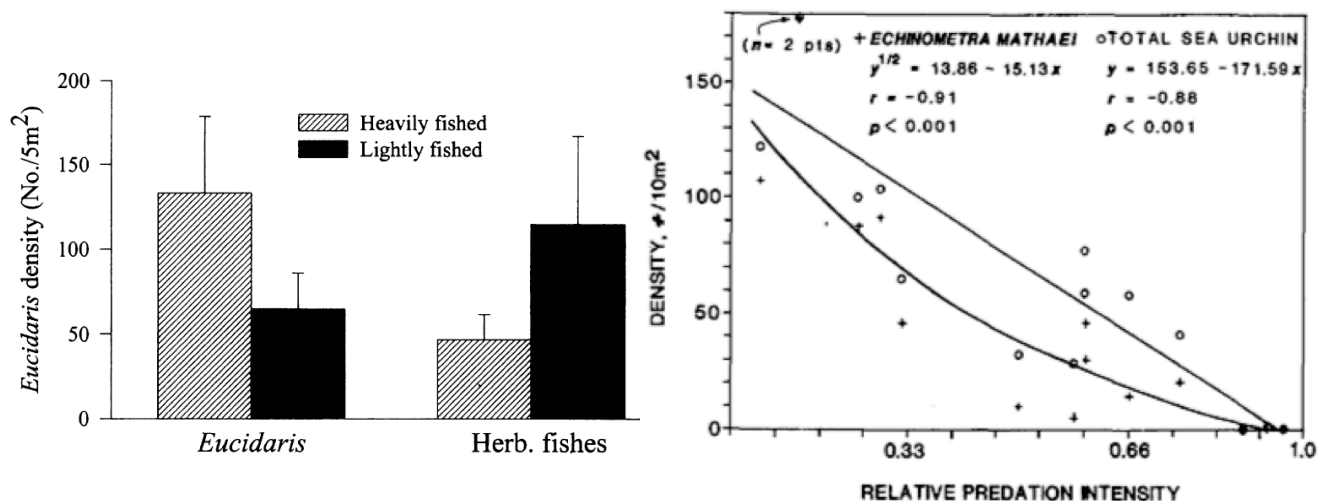 200
150
100
50
0
Eucidaris density (No./5m²)
Heavily fished
Lightly fished
Eucidaris
Herb. fishes
150
100
50
0
DENSITY, #/10m²
(n= 2 pts)
+ ECHINOMETRA MATHAEI
y^1/2 = 13.86 - 15.13x
r = -0.91
p < 0.001
o TOTAL SEA URCHIN
y = 153.65 - 171.59x
r = -0.88
p < 0.001
0.33
0.66
1.0
RELATIVE PREDATION INTENSITY